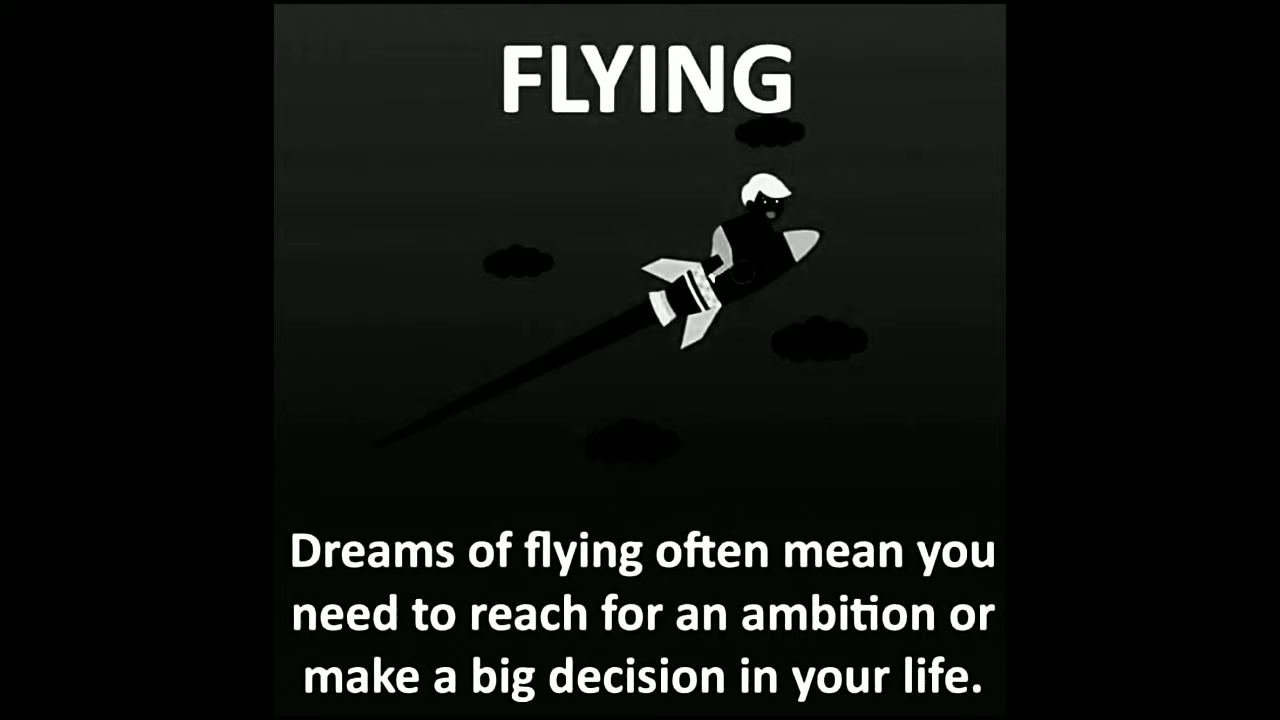 FLYING
Dreams of flying often mean you
need to reach for an ambition or
make a big decision in your life.